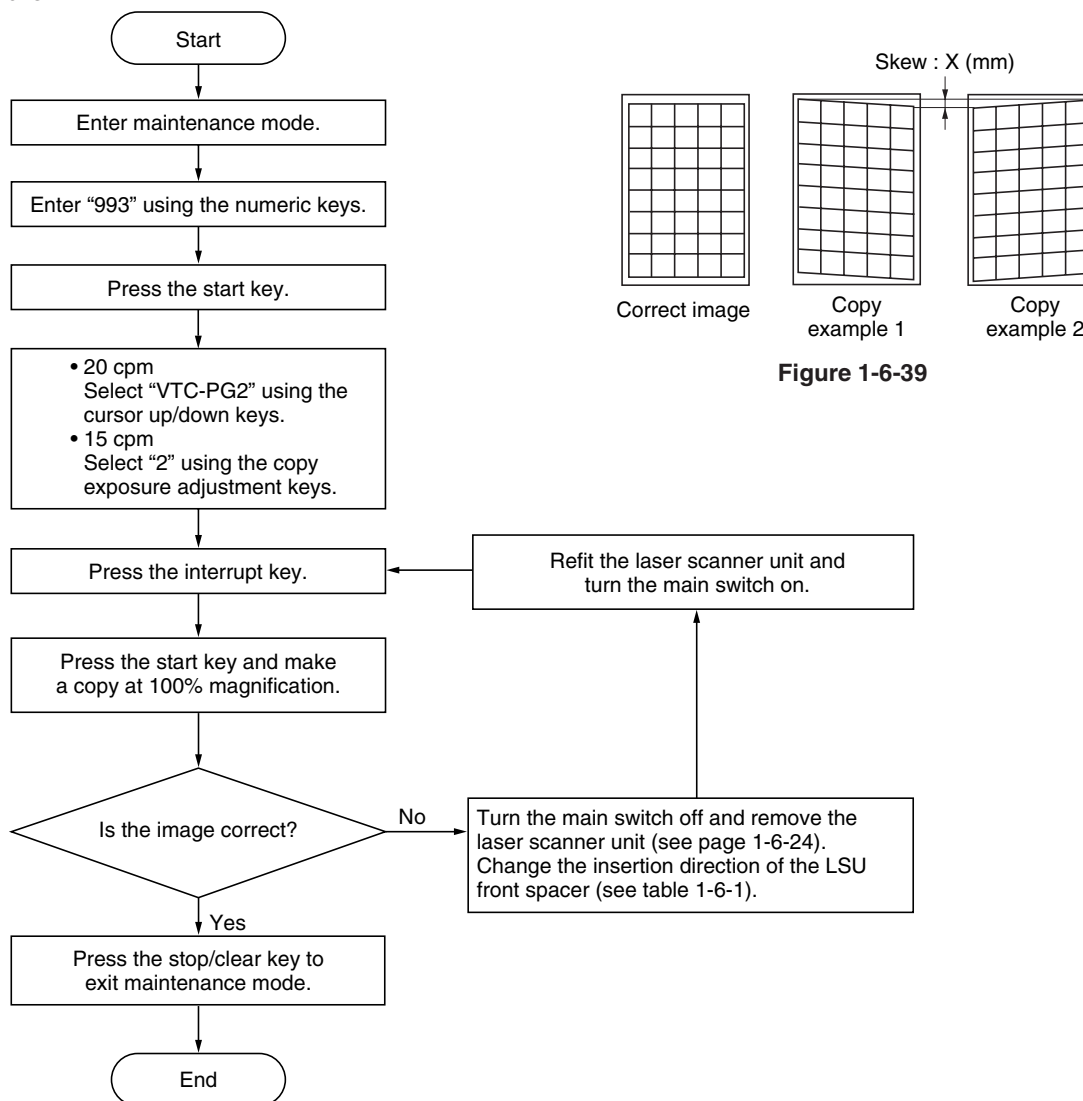 Start
Enter maintenance mode.
Enter “993” using the numeric keys.
Press the start key.
• 20 cpm
Select “VTC-PG2” using the
cursor up/down keys.
• 15 cpm
Select “2” using the copy
exposure adjustment keys.
Press the interrupt key.
Press the start key and make
a copy at 100% magnification.
Is the image correct?
No
Yes
Turn the main switch off and remove the
laser scanner unit (see page 1-6-24).
Change the insertion direction of the LSU
front spacer (see table 1-6-1).
Refit the laser scanner unit and
turn the main switch on.
Press the stop/clear key to
exit maintenance mode.
End
Skew : X (mm)
Correct image
Copy
example 1
Copy
example 2
Figure 1-6-39